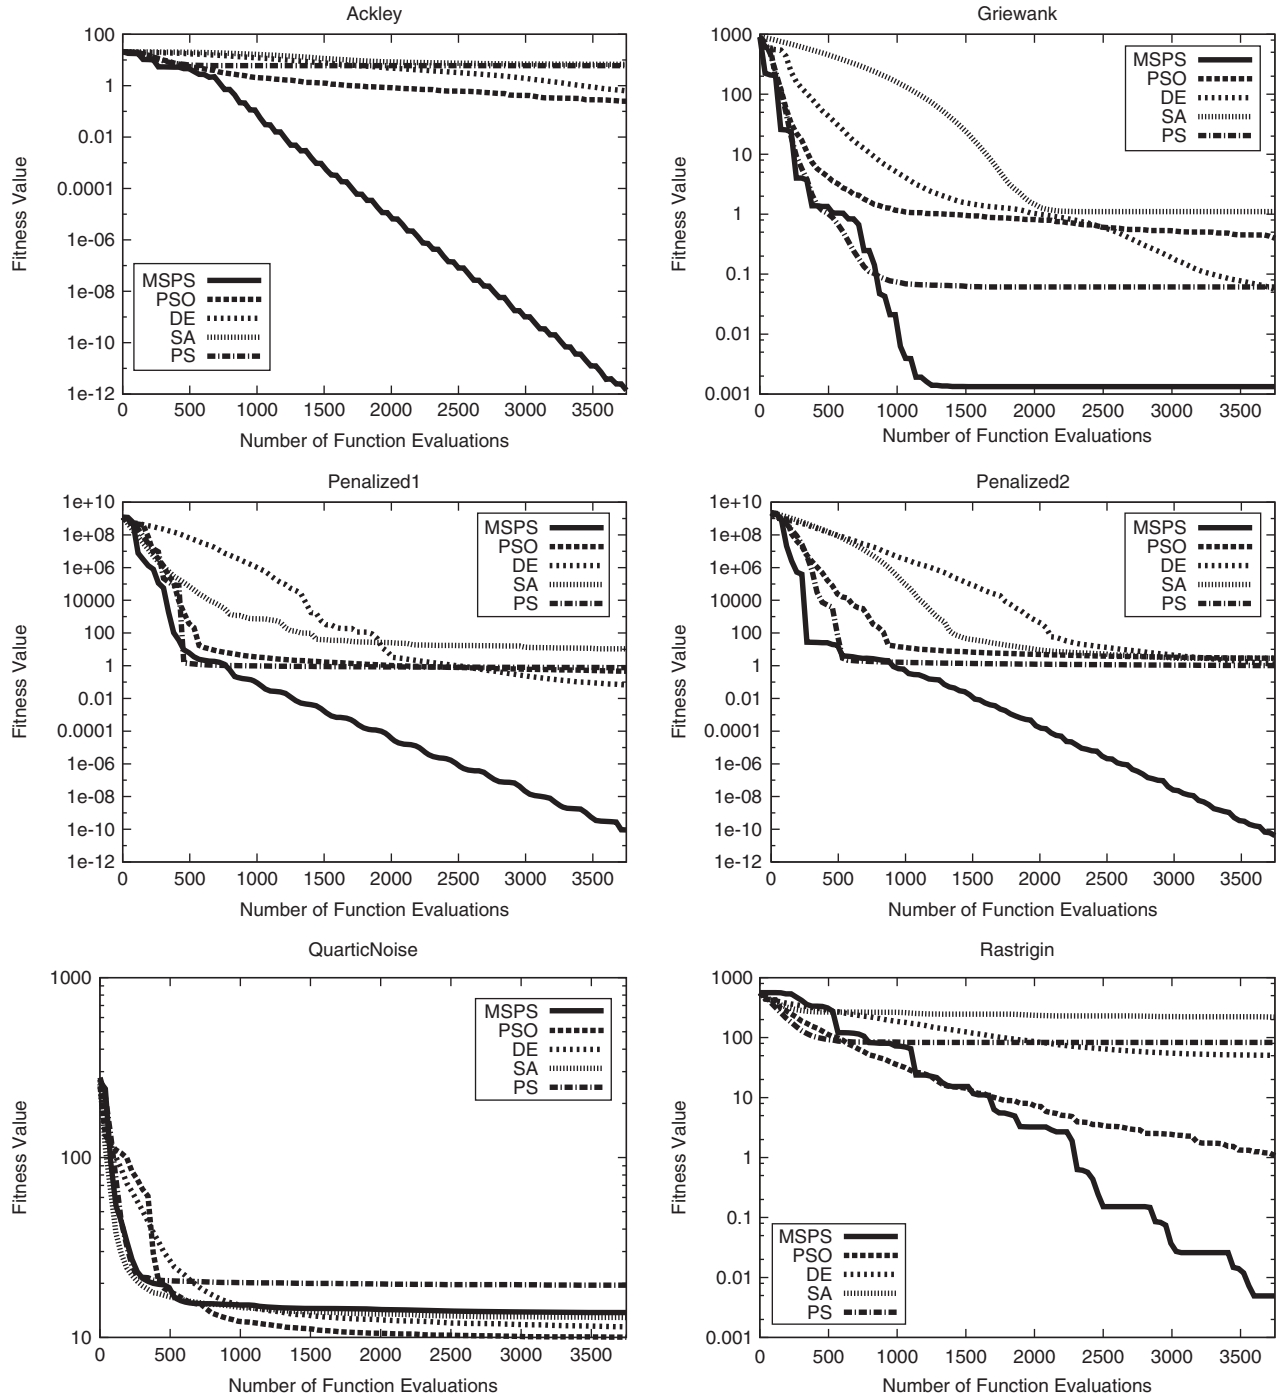 Ackley
Fitness Value
100
1
0.01
0.0001
1e-06
1e-08
1e-10
1e-12
MSPS
PSO
DE
SA
PS
0 500 1000 1500 2000 2500 3000 3500
Number of Function Evaluations
Griewank
Fitness Value
1000
100
10
1
0.1
0.01
0.001
MSPS
PSO
DE
SA
PS
0 500 1000 1500 2000 2500 3000 3500
Number of Function Evaluations
Penalized1
Fitness Value
1e+10
1e+08
1e+06
10000
100
1
0.01
0.0001
1e-06
1e-08
1e-10
1e-12
MSPS
PSO
DE
SA
PS
0 500 1000 1500 2000 2500 3000 3500
Number of Function Evaluations
Penalized2
Fitness Value
1e+10
1e+08
1e+06
10000
100
1
0.01
0.0001
1e-06
1e-08
1e-10
1e-12
MSPS
PSO
DE
SA
PS
0 500 1000 1500 2000 2500 3000 3500
Number of Function Evaluations
QuarticNoise
Fitness Value
1000
100
10
MSPS
PSO
DE
SA
PS
0 500 1000 1500 2000 2500 3000 3500
Number of Function Evaluations
Rastrigin
Fitness Value
1000
100
10
1
0.1
0.01
0.001
MSPS
PSO
DE
SA
PS
0 500 1000 1500 2000 2500 3000 3500
Number of Function Evaluations